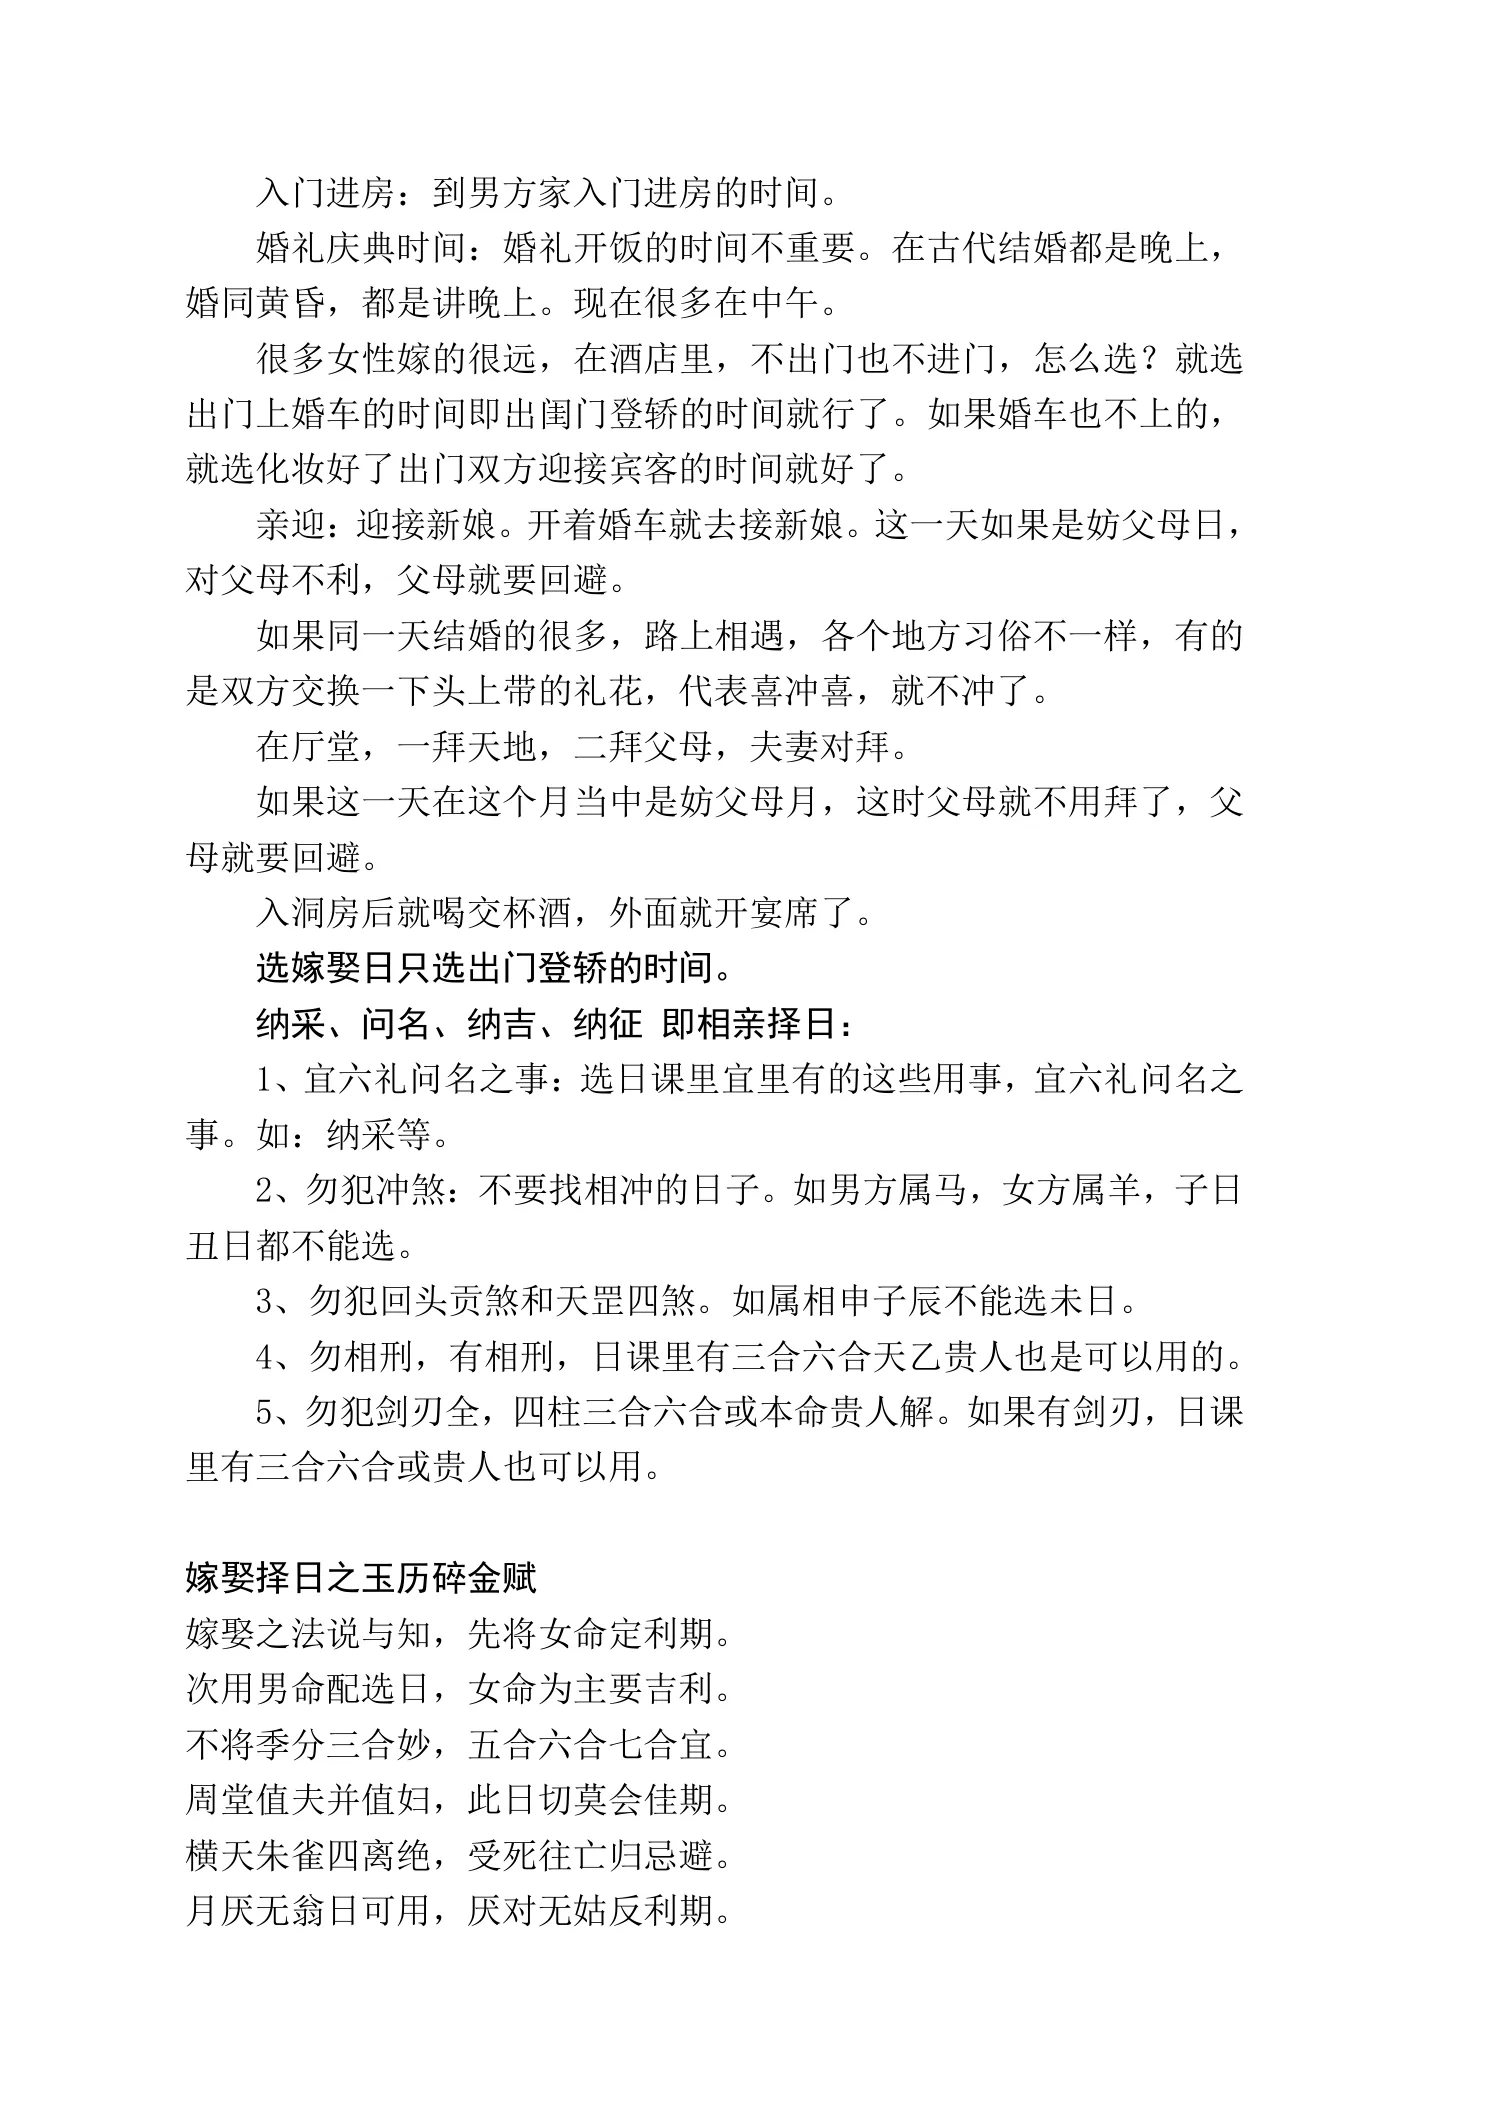 入门进房：到男方家入门进房的时间。
婚礼庆典时间：婚礼开饭的时间不重要。在古代结婚都是晚上，
婚同黄昏，都是讲晚上。现在很多在中午。
很多女性嫁的很远，在酒店里，不出门也不进门，怎么选？就选
出门上婚车的时间即出闺门登轿的时间就行了。如果婚车也不上的，
就选化妆好了出门双方迎接宾客的时间就好了。
亲迎：迎接新娘。开着婚车就去接新娘。这一天如果是妨父母日，
对父母不利，父母就要回避。
如果同一天结婚的很多，路上相遇，各个地方习俗不一样，有的
是双方交换一下头上带的礼花，代表喜冲喜，就不冲了。
在厅堂，一拜天地，二拜父母，夫妻对拜。
如果这一天在这个月当中是妨父母月，这时父母就不用拜了，父
母就要回避。
入洞房后就喝交杯酒，外面就开宴席了。
选嫁娶日只选出门登轿的时间。
纳采、问名、纳吉、纳征 即相亲择日：
1、宜六礼问名之事：选日课里宜里有的这些用事，宜六礼问名之
事。如：纳采等。
2、勿犯冲煞：不要找相冲的日子。如男方属马，女方属羊，子日
丑日都不能选。
3、勿犯回头贡煞和天罡四煞。如属相申子辰不能选未日。
4、勿相刑，有相刑，日课里有三合六合天乙贵人也是可以用的。
5、勿犯剑刃全，四柱三合六合或本命贵人解。如果有剑刃，日课
里有三合六合或贵人也可以用。
嫁娶择日之玉历碎金赋
嫁娶之法说与知，先将女命定利期。
次用男命配选日，女命为主要吉利。
不将季分三合妙，五合六合七合宜。
周堂值夫并值妇，此日切莫会佳期。
横天朱雀四离绝，受死往亡归忌避。
月厌无翁日可用，厌对无姑反利期。